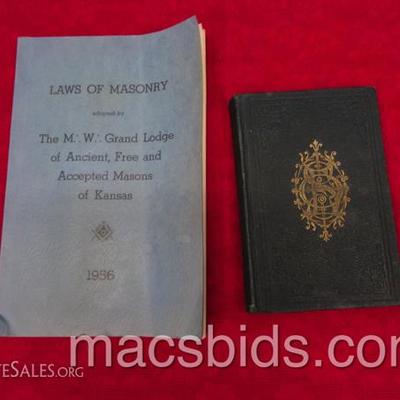 LAWS OF MASONRY
adopted by
The M∴ W∴ Grand Lodge
of Ancient, Free and
Accepted Masons
of Kansas
1956
macsbids.com
TESALES.ORG